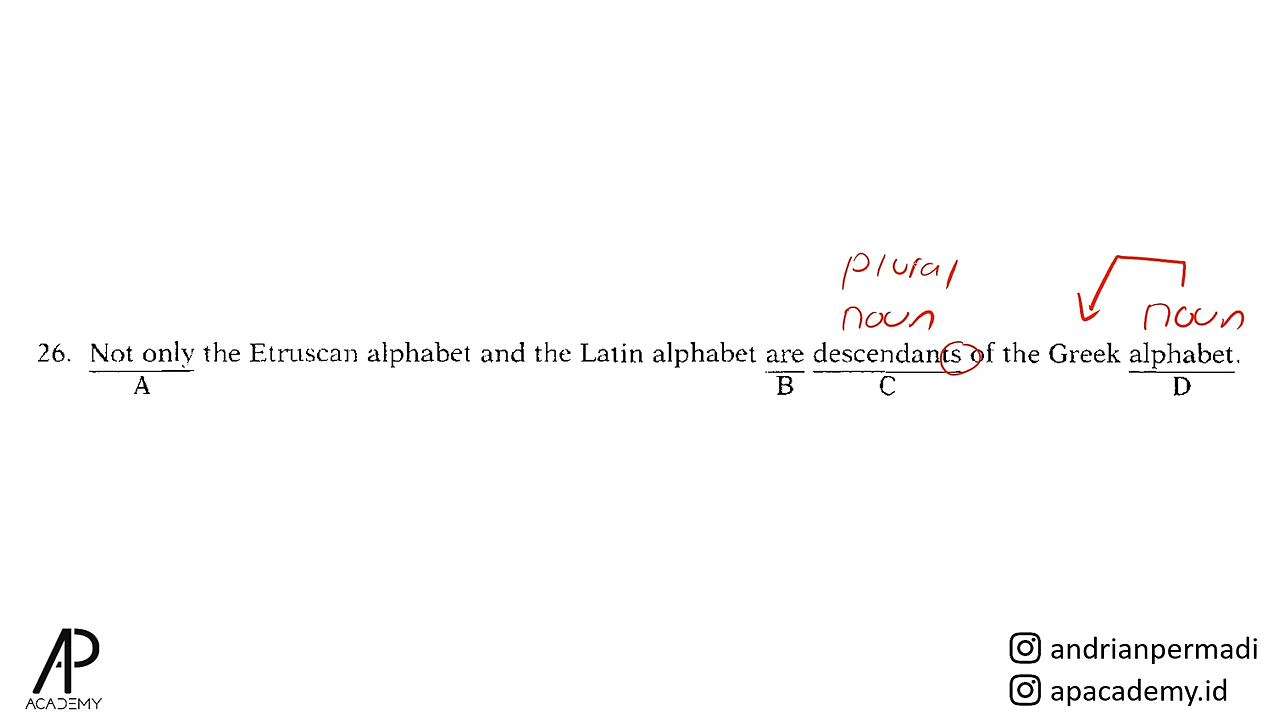 plural
noun noun
26. Not only the Etruscan alphabet and the Latin alphabet are descendants of the Greek alphabet.
A B C D
AP
ACADEMY
andrianpermadi
apacademy.id